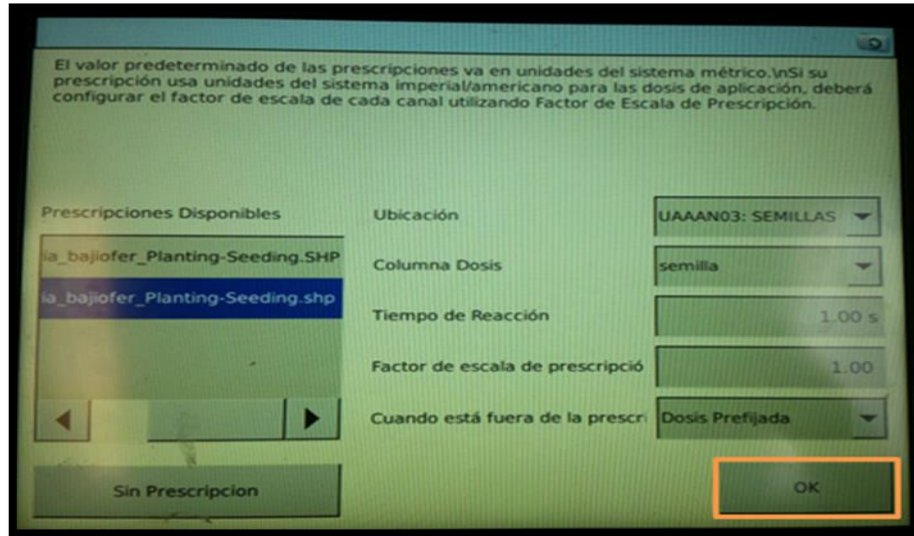 El valor predeterminado de las prescripciones va en unidades del sistema métrico.\nSi su
prescripción usa unidades del sistema imperial/americano para las dosis de aplicación, deberá
configurar el factor de escala de cada canal utilizando Factor de Escala de Prescripción.
Prescripciones Disponibles
ia_bajiofer_Planting-Seeding.SHP
ia_bajiofer_Planting-Seeding.shp
Ubicación
UAAAN03: SEMILLAS
Columna Dosis
semilla
Tiempo de Reacción
1.00 s
Factor de escala de prescripció
1.00
Cuando está fuera de la prescri
Dosis Prefijada
Sin Prescripcion
OK